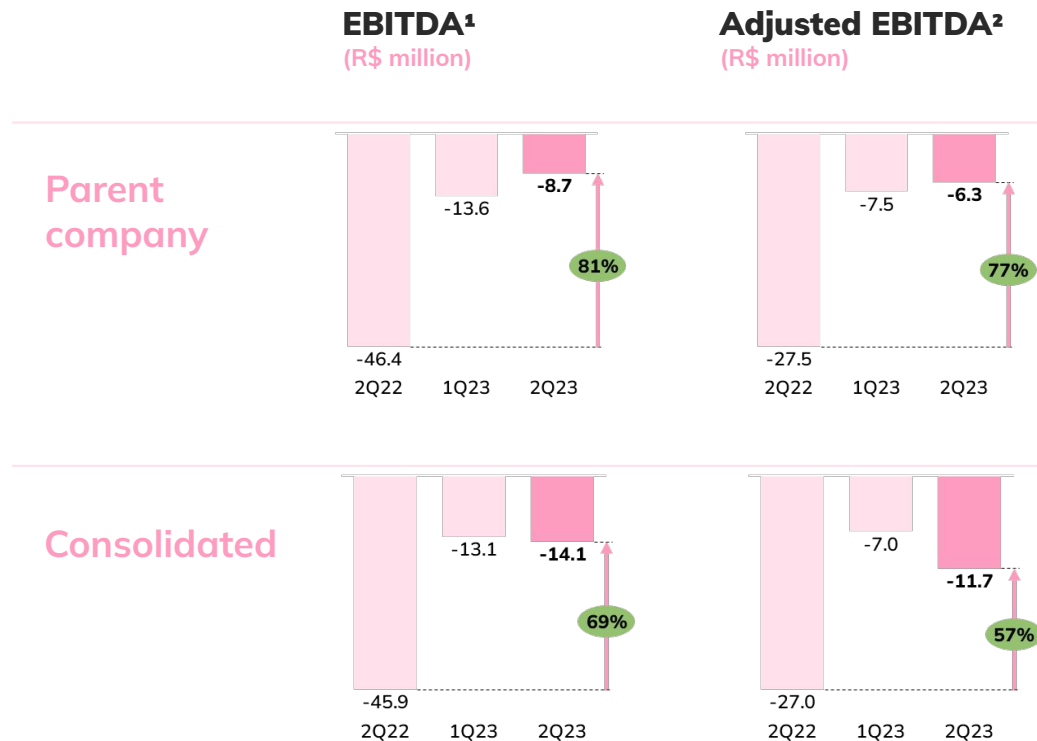 EBITDA¹
(R$ million)
Adjusted EBITDA²
(R$ million)
Parent
company
-46.4
-13.6
-8.7
81%
2Q22 1Q23 2Q23
-27.5
-7.5
-6.3
77%
2Q22 1Q23 2Q23
Consolidated
-45.9
-13.1
-14.1
69%
2Q22 1Q23 2Q23
-27.0
-7.0
-11.7
57%
2Q22 1Q23 2Q23